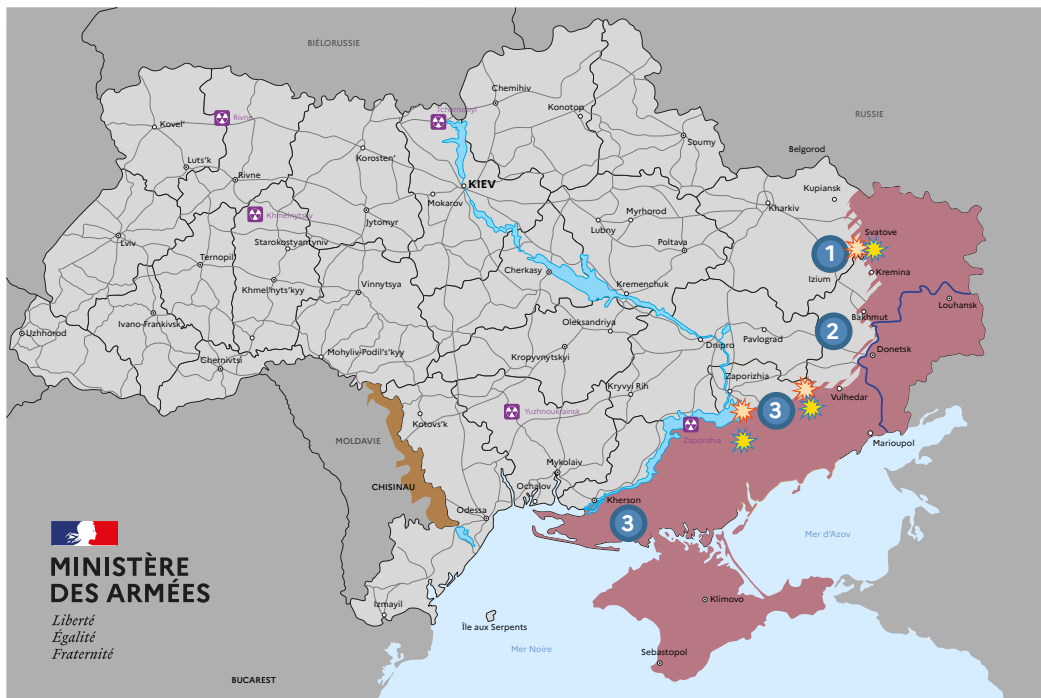 BIÉLORUSSIE
RUSSIE
Chemihiv
Konotop
Tchernobyl
Rivne
Kovel'
Soumy
Belgorod
Korosten'
Luts'k
Rivne
KIEV
Kupiansk
Makarov
Kharkiv
Khmelnytsky
Jytomyr
Myrhorod
Lubny
Svatove
Lviv
Starokostyantyniv
Poltava
1
Ternopil'
Cherkasy
Kremina
Izium
Khmel'nyts'kyy
Vinnytsya
Kremenchuk
Louhansk
Ivano-Frankivsk
Oleksandriya
Bakhmut
2
Uzhhorod
Dnipro
Pavlograd
Donetsk
Chernivtsi
Mohyliv-Podil's'kyy
Kropyvnytskyi
Zaporizhia
Kryvyi Rih
Vulhedar
3
Yuzhnoukrainsk
Kotovs'k
MOLDAVIE
Zaporizhia
Marioupol
Mykolaiv
CHISINAU
Ochalov
Kherson
Odessa
3
Mer d'Azov
MINISTÈRE
DES ARMÉES
Liberté
Égalité
Fraternité
Izmayil
Klimovo
Île aux Serpents
Mer Noire
Sebastopol
BUCAREST